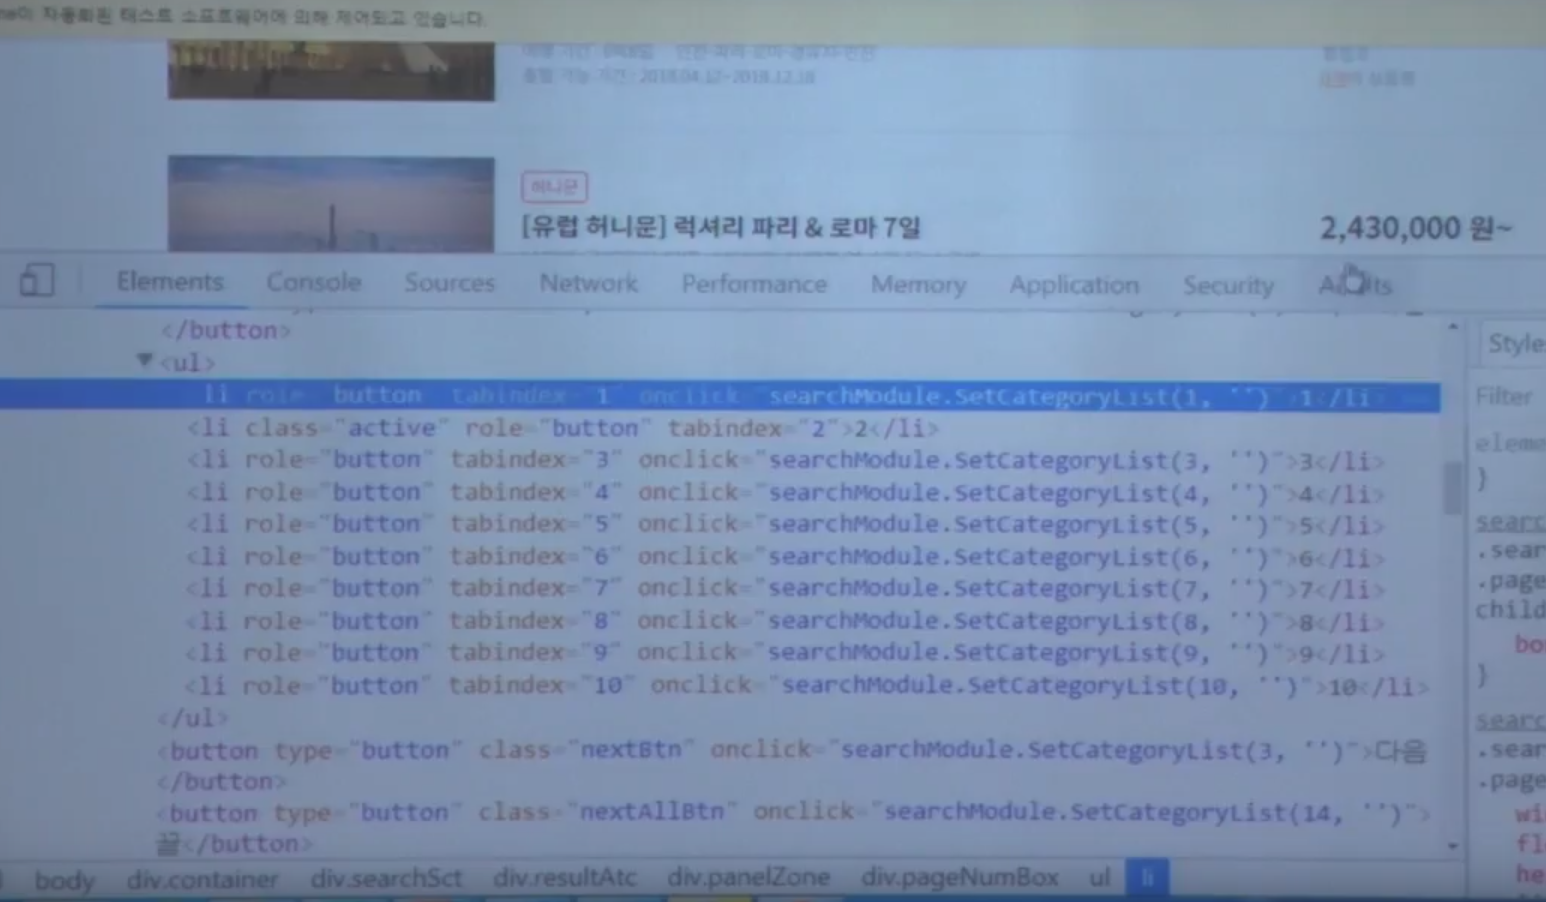 자동화된 테스트 소프트웨어에 의해 제어되고 있습니다.
출발 가능 기간 : 2018.04.12~2018.12.18
허니문
[유럽 허니문] 럭셔리 파리 & 로마 7일
2,430,000 원~
Elements Console Sources Network Performance Memory Application Security
</button>
▼<ul>
li role="button" tabindex="1" onclick="searchModule.SetCategoryList(1, '')">1</li>
<li class="active" role="button" tabindex="2">2</li>
<li role="button" tabindex="3" onclick="searchModule.SetCategoryList(3, '')">3</li>
<li role="button" tabindex="4" onclick="searchModule.SetCategoryList(4, '')">4</li>
<li role="button" tabindex="5" onclick="searchModule.SetCategoryList(5, '')">5</li>
<li role="button" tabindex="6" onclick="searchModule.SetCategoryList(6, '')">6</li>
<li role="button" tabindex="7" onclick="searchModule.SetCategoryList(7, '')">7</li>
<li role="button" tabindex="8" onclick="searchModule.SetCategoryList(8, '')">8</li>
<li role="button" tabindex="9" onclick="searchModule.SetCategoryList(9, '')">9</li>
<li role="button" tabindex="10" onclick="searchModule.SetCategoryList(10, '')">10</li>
</ul>
<button type="button" class="nextBtn" onclick="searchModule.SetCategoryList(3, '')">다음
</button>
<button type="button" class="nextAllBtn" onclick="searchModule.SetCategoryList(14, '')">
끝</button>
body div.container div.searchSct div.resultAtc div.panelZone div.pageNumBox ul li
Style
Filter
eleme
}
searc
.sear
.page
child
bo
}
searc
.sear
.page
wi
fl
he